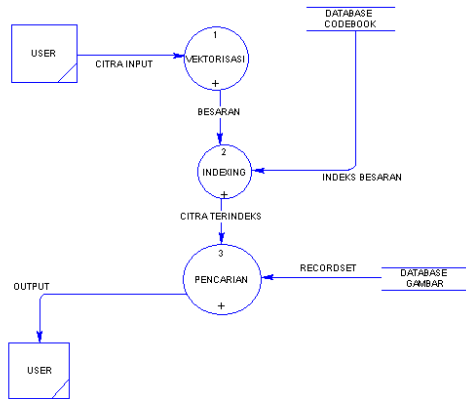 DATABASE
CODEBOOK
1
USER
VEKTORISASI
CITRA INPUT
+
BESARAN
2
INDEXING
INDEKS BESARAN
+
CITRA TERINDEKS
3
RECORDSET
PENCARIAN
DATABASE
GAMBAR
OUTPUT
+
USER